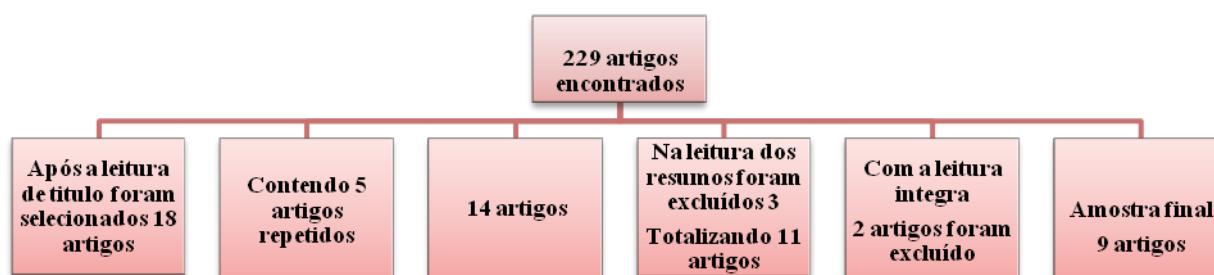 229 artigos
encontrados
Após a leitura
de titulo foram
selecionados 18
artigos
Contendo 5
artigos
repetidos
14 artigos
Na leitura dos
resumos foram
excluídos 3
Totalizando 11
artigos
Com a leitura
integra
2 artigos foram
excluído
Amostra final
9 artigos